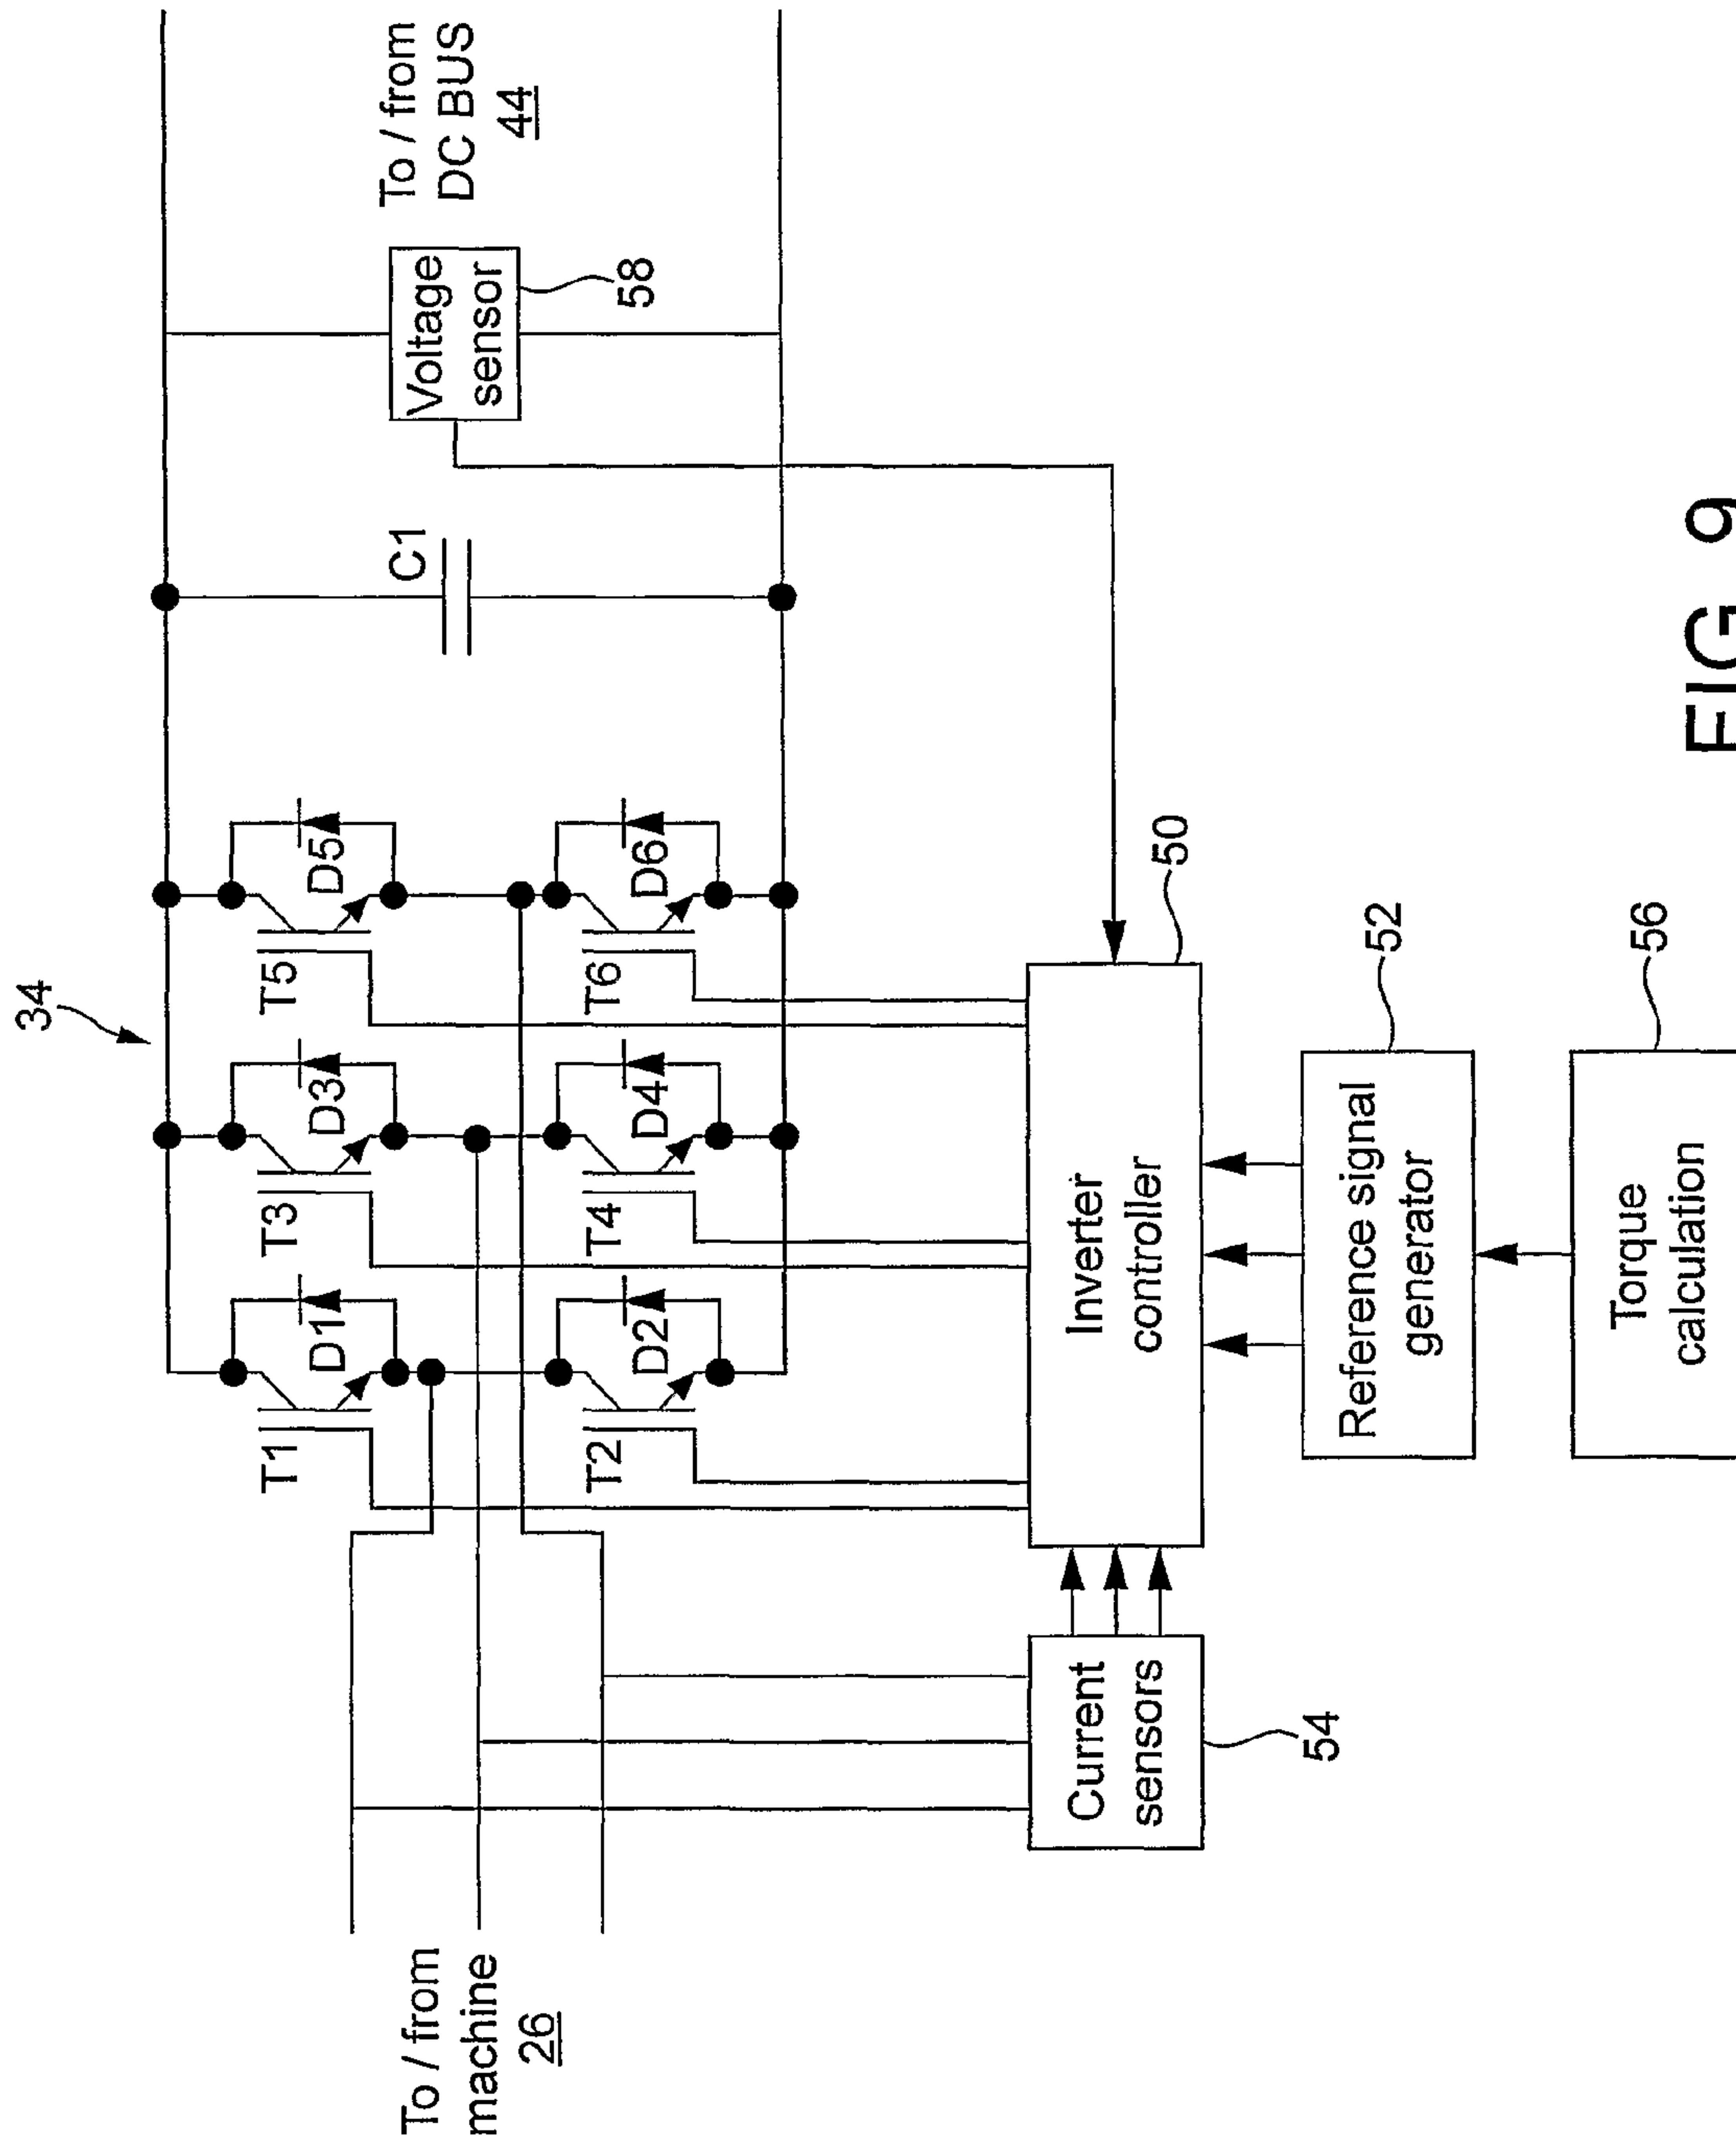 34
To / from
DC BUS
44
T1
D1
T3
D3
T5
D5
C1
Voltage
sensor
58
T2
D2
T4
D4
T6
D6
To / from
machine
26
Current
sensors
54
Inverter
controller
50
Reference signal
generator
52
Torque
calculation
56
FIG 9